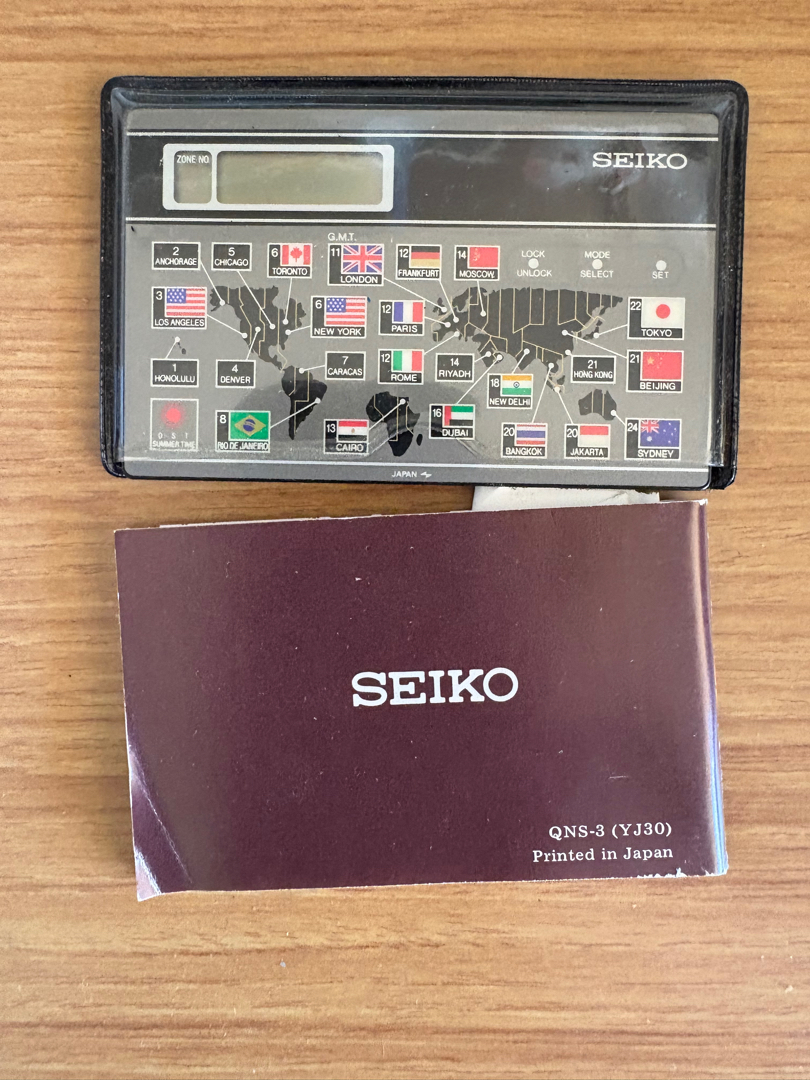 ZONE NO.
SEIKO
G.M.T.
2
ANCHORAGE
5
CHICAGO
6
TORONTO
11
LONDON
12
FRANKFURT
14
MOSCOW
LOCK
UNLOCK
MODE
SELECT
SET
3
LOS ANGELES
6
NEW YORK
12
PARIS
22
TOKYO
1
HONOLULU
4
DENVER
7
CARACAS
12
ROME
14
RIYADH
18
NEW DELHI
21
HONG KONG
21
BEIJING
D·S·T
SUMMER TIME
8
RIO DE JANEIRO
13
CAIRO
16
DUBAI
20
BANGKOK
20
JAKARTA
24
SYDNEY
JAPAN
SEIKO
QNS-3 (YJ30)
Printed in Japan